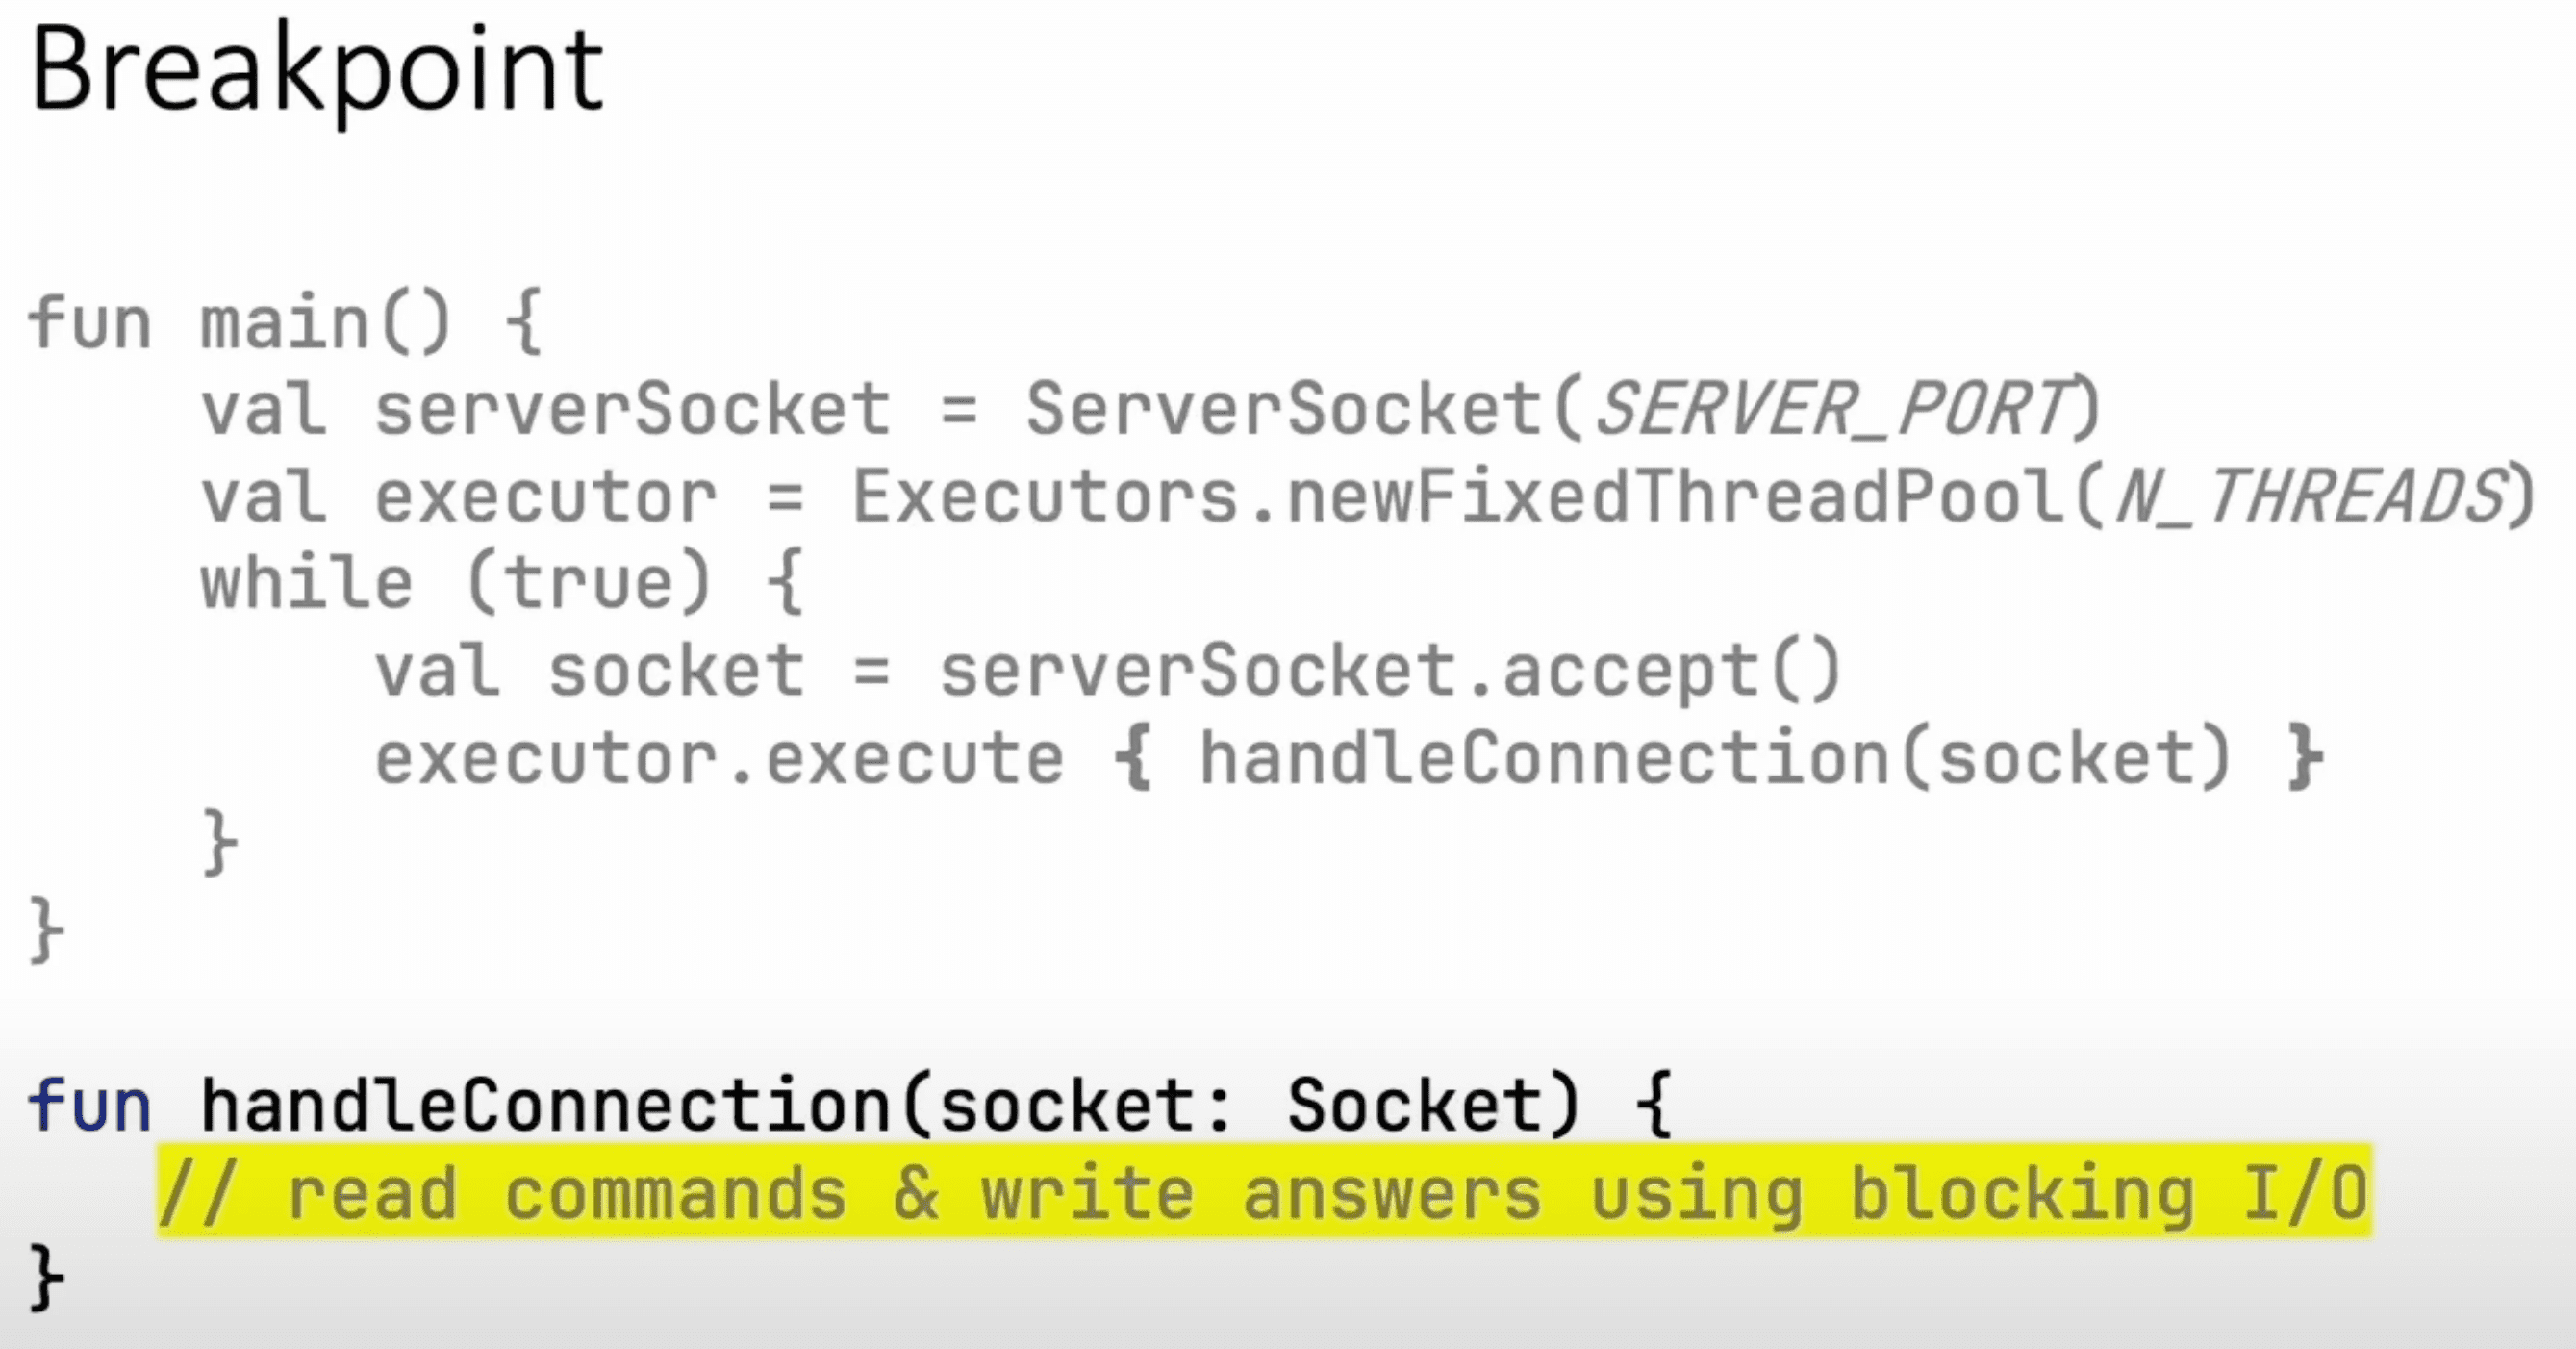 Breakpoint
fun main() {
    val serverSocket = ServerSocket(SERVER_PORT)
    val executor = Executors.newFixedThreadPool(N_THREADS)
    while (true) {
        val socket = serverSocket.accept()
        executor.execute { handleConnection(socket) }
    }
}
fun handleConnection(socket: Socket) {
   // read commands & write answers using blocking I/O
}